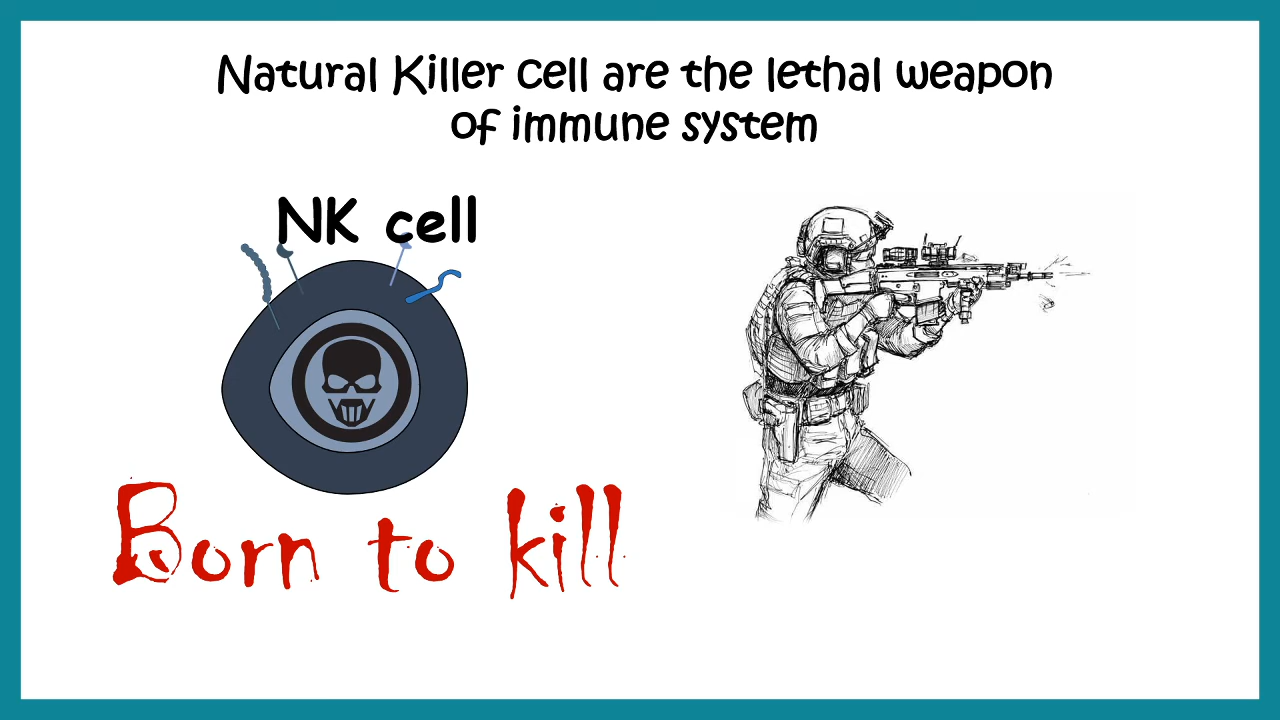 Natural Killer cell are the lethal weapon
of immune system
NK cell
Born to kill